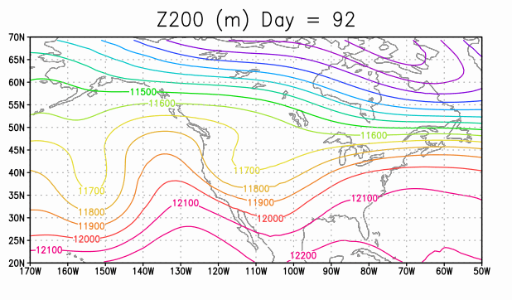 Z200 (m) Day = 92
70N
65N
60N
55N
50N
45N
40N
35N
30N
25N
20N
11500
11600
11600
11700
11700
11800
11800
11900
11900
12000
12000
12100
12100
12100
12200
170W 160W 150W 140W 130W 120W 110W 100W 90W 80W 70W 60W 50W